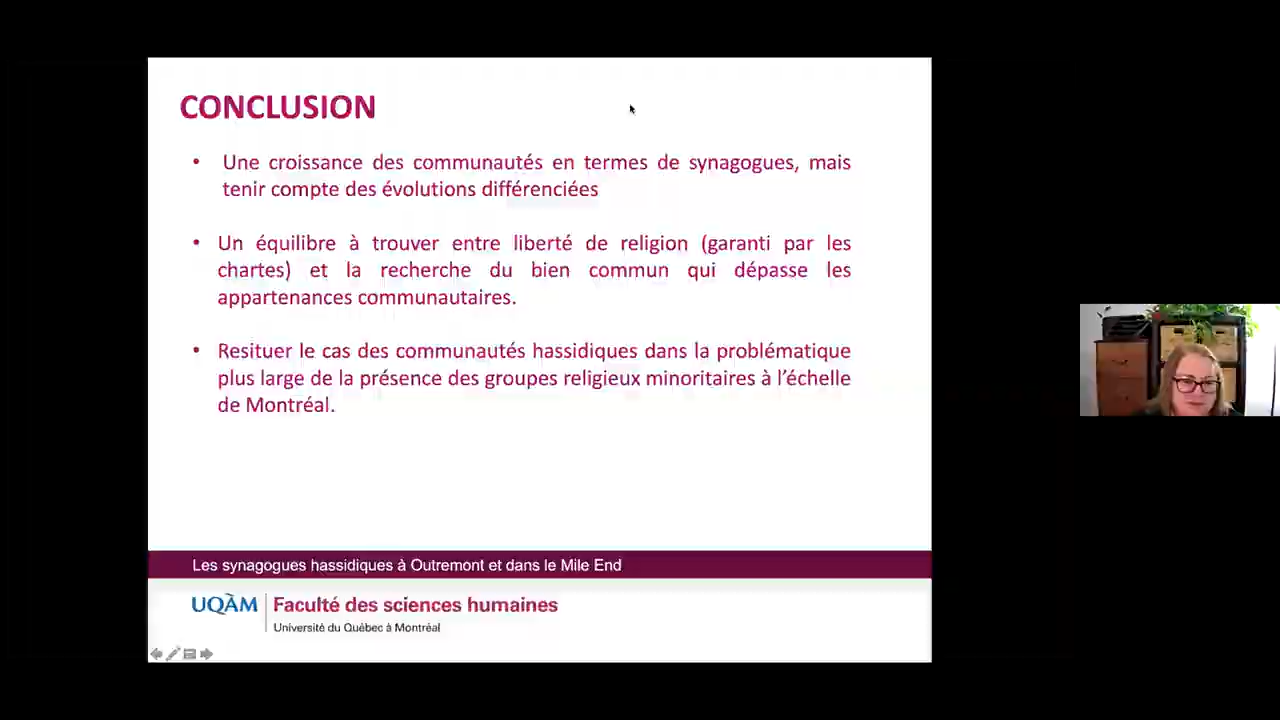 CONCLUSION
• Une croissance des communautés en termes de synagogues, mais
tenir compte des évolutions différenciées
• Un équilibre à trouver entre liberté de religion (garanti par les
chartes) et la recherche du bien commun qui dépasse les
appartenances communautaires.
• Resituer le cas des communautés hassidiques dans la problématique
plus large de la présence des groupes religieux minoritaires à l'échelle
de Montréal.
Les synagogues hassidiques à Outremont et dans le Mile End
UQÀM Faculté des sciences humaines
Université du Québec à Montréal